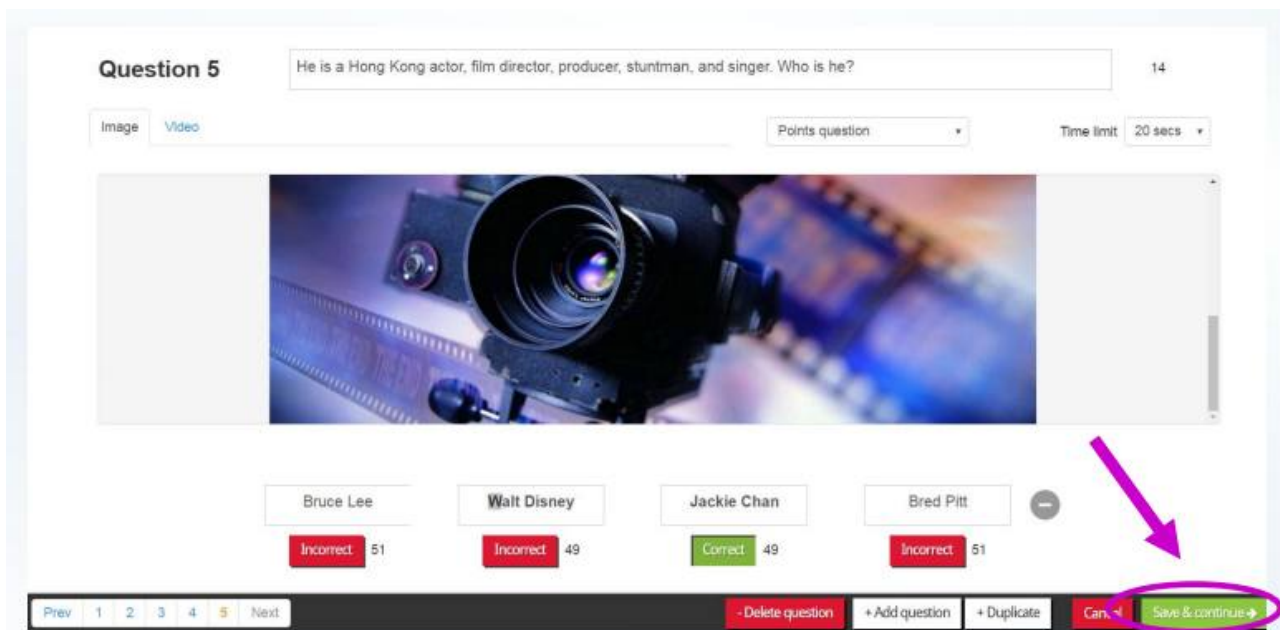 Question 5 He is a Hong Kong actor, film director, producer, stuntman, and singer. Who is he? 14
Image Video Points question Time limit 20 secs
Bruce Lee Walt Disney Jackie Chan Bred Pitt
Incorrect 51 Incorrect 49 Correct 49 Incorrect 51
Prev 1 2 3 4 5 Next - Delete question + Add question + Duplicate Cancel Save & continue